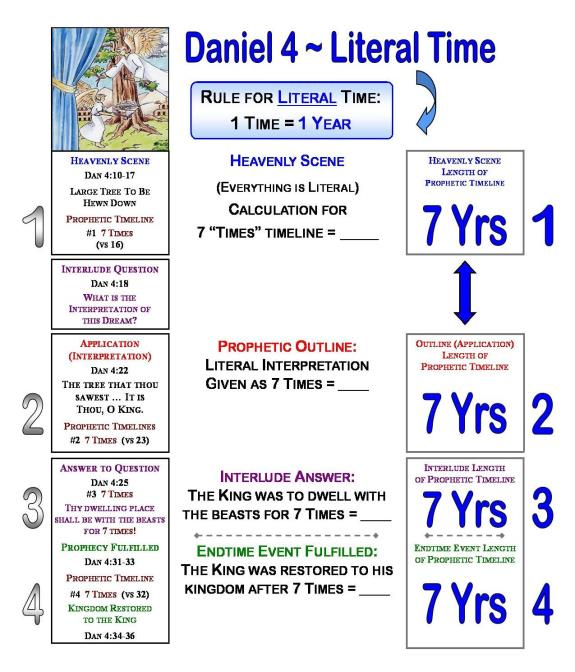 Daniel 4 ~ Literal Time
RULE FOR LITERAL TIME:
1 TIME = 1 YEAR
1
HEAVENLY SCENE
DAN 4:10-17
LARGE TREE TO BE
HEWN DOWN
PROPHETIC TIMELINE
#1 7 TIMES
(VS 16)
HEAVENLY SCENE
(EVERYTHING IS LITERAL)
CALCULATION FOR
7 “TIMES” TIMELINE = _____
HEAVENLY SCENE
LENGTH OF
PROPHETIC TIMELINE
7 Yrs
1
INTERLUDE QUESTION
DAN 4:18
WHAT IS THE
INTERPRETATION OF
THIS DREAM?
2
APPLICATION
(INTERPRETATION)
DAN 4:22
THE TREE THAT THOU
SAWEST ... IT IS
THOU, O KING.
PROPHETIC TIMELINES
#2 7 TIMES (VS 23)
PROPHETIC OUTLINE:
LITERAL INTERPRETATION
GIVEN AS 7 TIMES = ____
OUTLINE (APPLICATION)
LENGTH OF
PROPHETIC TIMELINE
7 Yrs
2
3
ANSWER TO QUESTION
DAN 4:25
#3 7 TIMES
THY DWELLING PLACE
SHALL BE WITH THE BEASTS
FOR 7 TIMES!
INTERLUDE ANSWER:
THE KING WAS TO DWELL WITH
THE BEASTS FOR 7 TIMES = ____
INTERLUDE LENGTH
OF PROPHETIC TIMELINE
7 Yrs
3
4
PROPHECY FULFILLED
DAN 4:31-33
PROPHETIC TIMELINE
#4 7 TIMES (VS 32)
KINGDOM RESTORED
TO THE KING
DAN 4:34-36
ENDTIME EVENT FULFILLED:
THE KING WAS RESTORED TO HIS
KINGDOM AFTER 7 TIMES = ____
ENDTIME EVENT LENGTH
OF PROPHETIC TIMELINE
7 Yrs
4